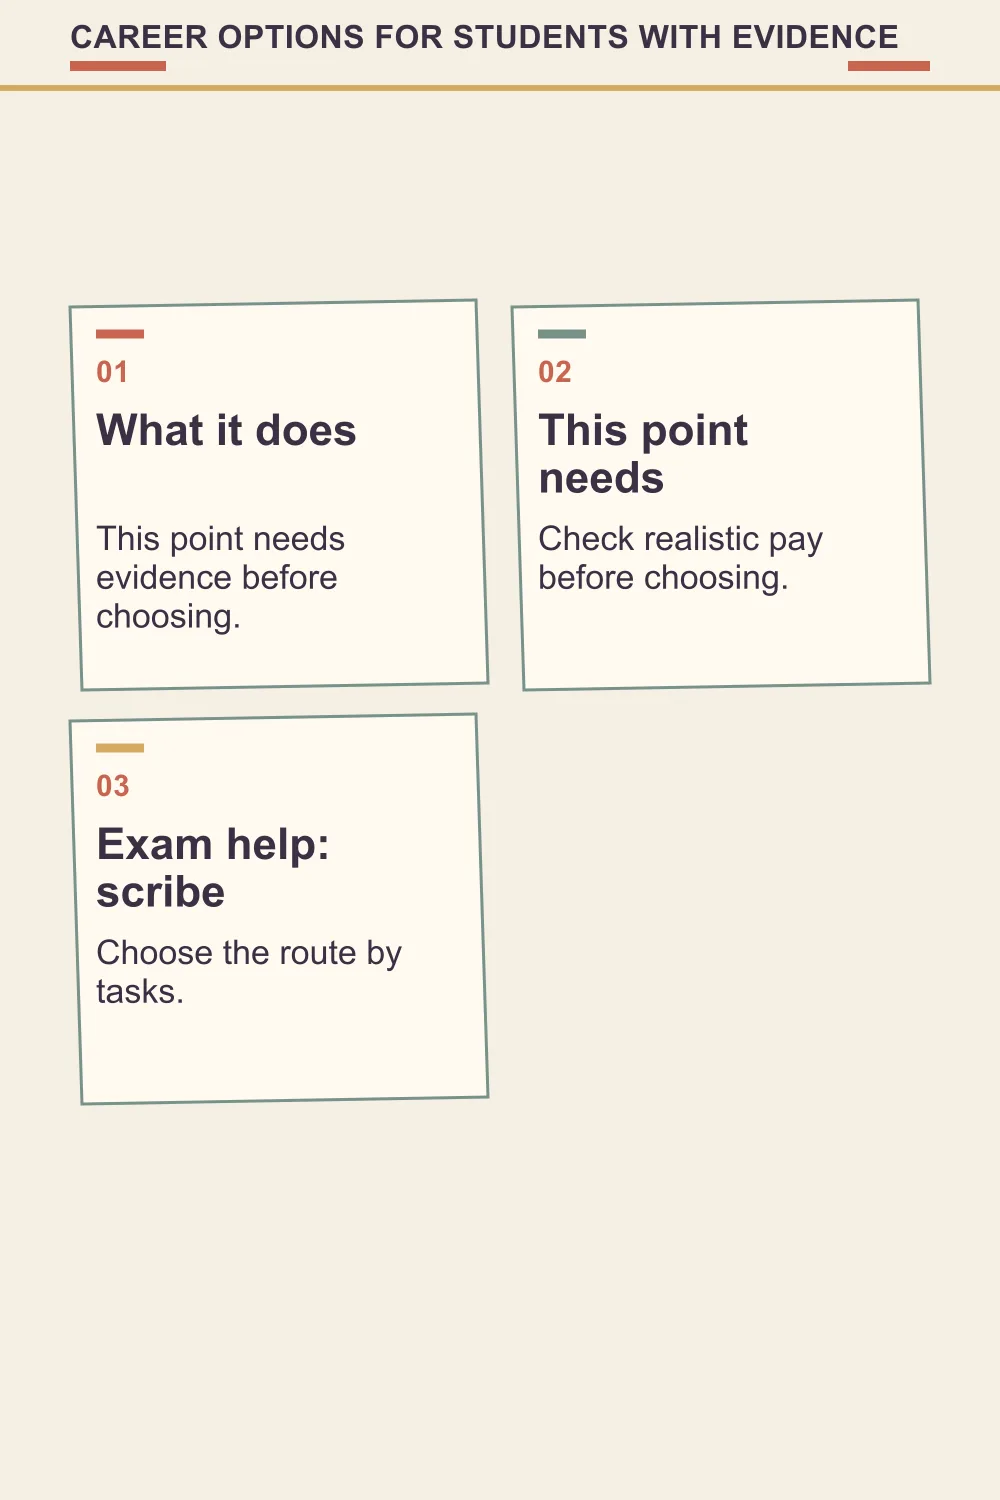 CAREER OPTIONS FOR STUDENTS WITH EVIDENCE
01
What it does
This point needs
evidence before
choosing.
02
This point
needs
Check realistic pay
before choosing.
03
Exam help:
scribe
Choose the route by
tasks.